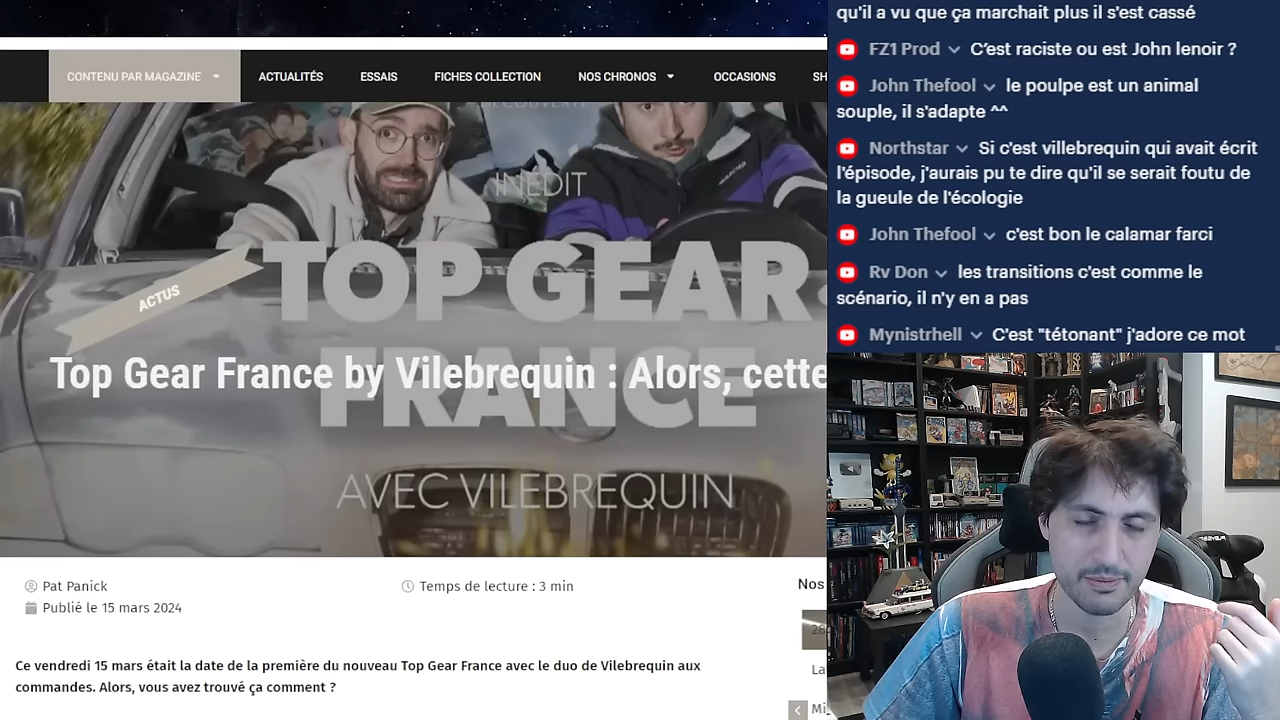 CONTENU PAR MAGAZINE
ACTUALITÉS
ESSAIS
FICHES COLLECTION
NOS CHRONOS
OCCASIONS
SH
DÉCOUVERTE
INÉDIT
TOP GEAR
FRANCE
AVEC VILEBREQUIN
ACTUS
Top Gear France by Vilebrequin : Alors, cette
Pat Panick
Temps de lecture : 3 min
Publié le 15 mars 2024
Nos
28
La
Mi
Ce vendredi 15 mars était la date de la première du nouveau Top Gear France avec le duo de Vilebrequin aux
commandes. Alors, vous avez trouvé ça comment ?
qu'il a vu que ça marchait plus il s'est cassé
FZ1 Prod C'est raciste ou est John lenoir ?
John Thefool le poulpe est un animal
souple, il s'adapte ^^
Northstar Si c'est villebrequin qui avait écrit
l'épisode, j'aurais pu te dire qu'il se serait foutu de
la gueule de l'écologie
John Thefool c'est bon le calamar farci
Rv Don les transitions c'est comme le
scénario, il n'y en a pas
Mynistrhell C'est "tétonant" j'adore ce mot